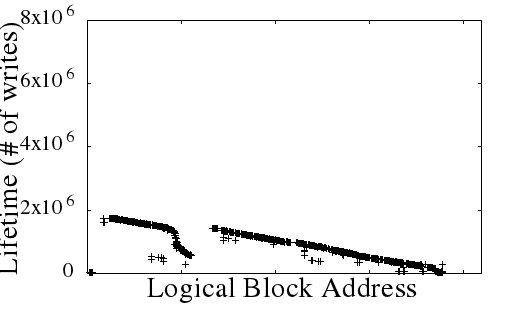 Lifetime (# of writes)
8x10^6
6x10^6
4x10^6
2x10^6
0
Logical Block Address